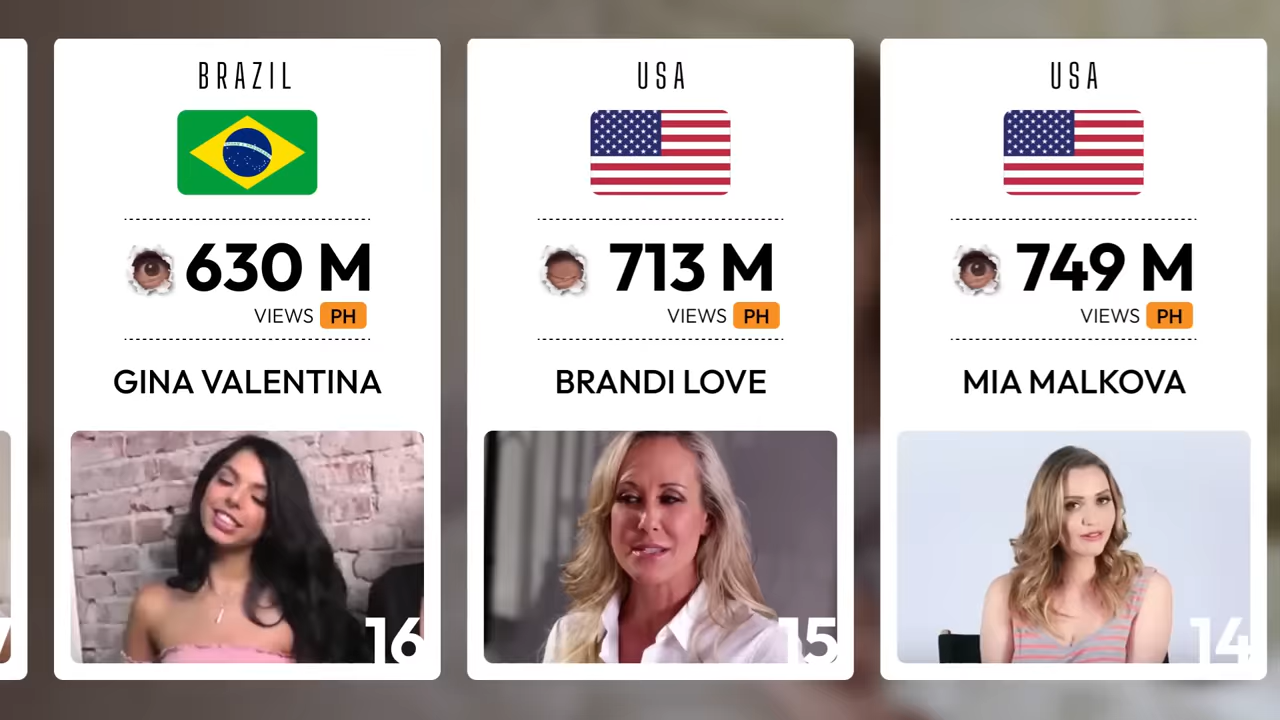 BRAZIL
630 M
VIEWS PH
GINA VALENTINA
16
USA
713 M
VIEWS PH
BRANDI LOVE
15
USA
749 M
VIEWS PH
MIA MALKOVA
14